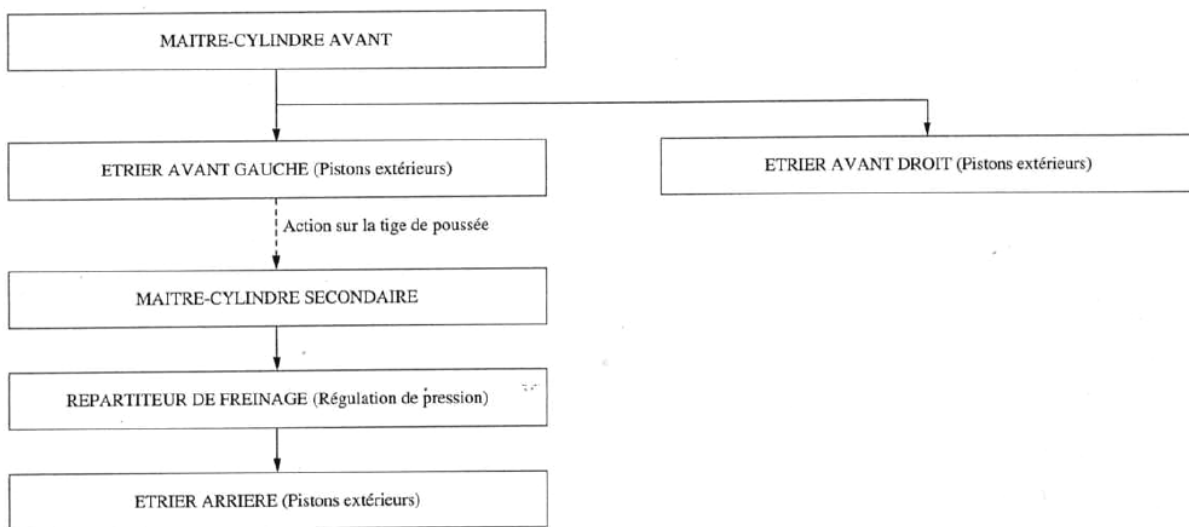 MAITRE-CYLINDRE AVANT
ETRIER AVANT GAUCHE (Pistons extérieurs)
ETRIER AVANT DROIT (Pistons extérieurs)
Action sur la tige de poussée
MAITRE-CYLINDRE SECONDAIRE
REPARTITEUR DE FREINAGE (Régulation de pression)
ETRIER ARRIERE (Pistons extérieurs)